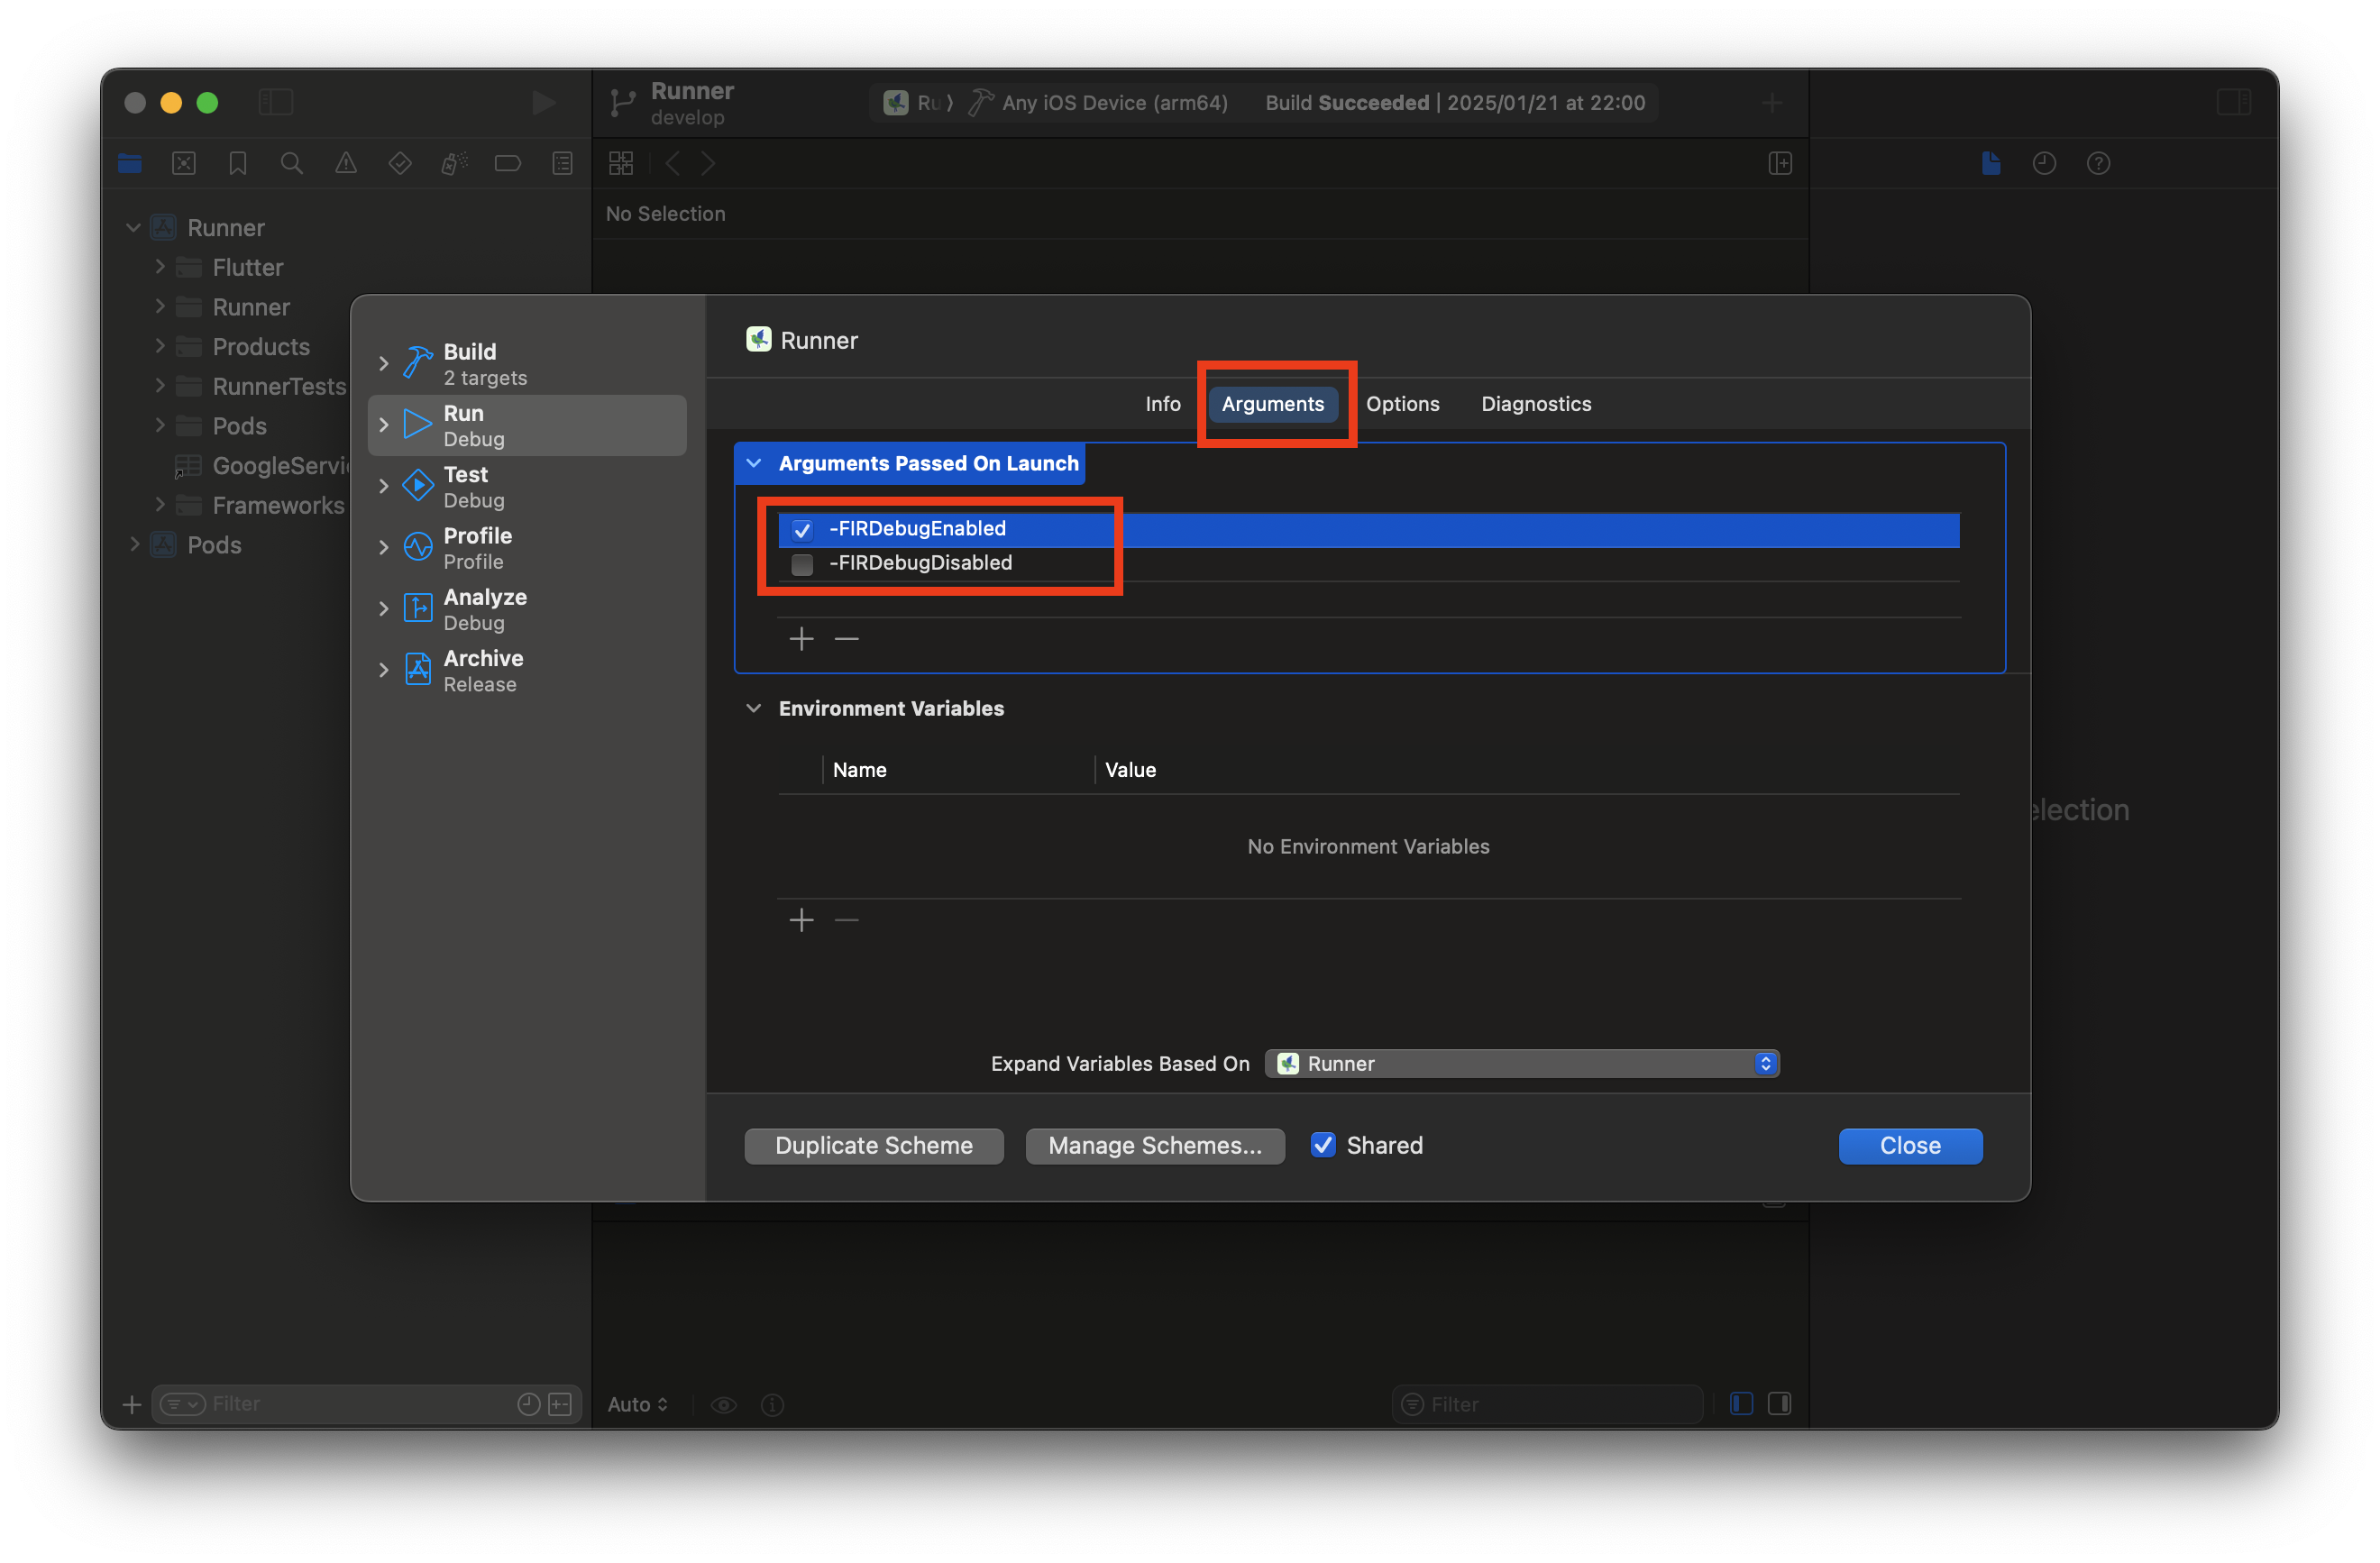 Runner
develop
Ru
Any iOS Device (arm64)
Build Succeeded | 2025/01/21 at 22:00
No Selection
Runner
Flutter
Runner
Products
RunnerTests
Pods
GoogleServi
Frameworks
Pods
Build
2 targets
Run
Debug
Test
Debug
Profile
Profile
Analyze
Debug
Archive
Release
Runner
Info
Arguments
Options
Diagnostics
Arguments Passed On Launch
-FIRDebugEnabled
-FIRDebugDisabled
Environment Variables
Name
Value
No Environment Variables
Expand Variables Based On
Runner
Duplicate Scheme
Manage Schemes...
Shared
Close
election
Filter
Auto
Filter